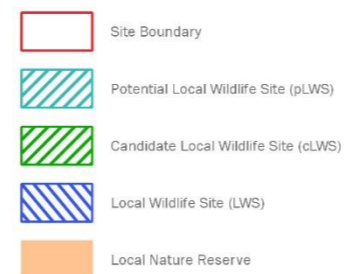 Site Boundary
Potential Local Wildlife Site (pLWS)
Candidate Local Wildlife Site (cLWS)
Local Wildlife Site (LWS)
Local Nature Reserve